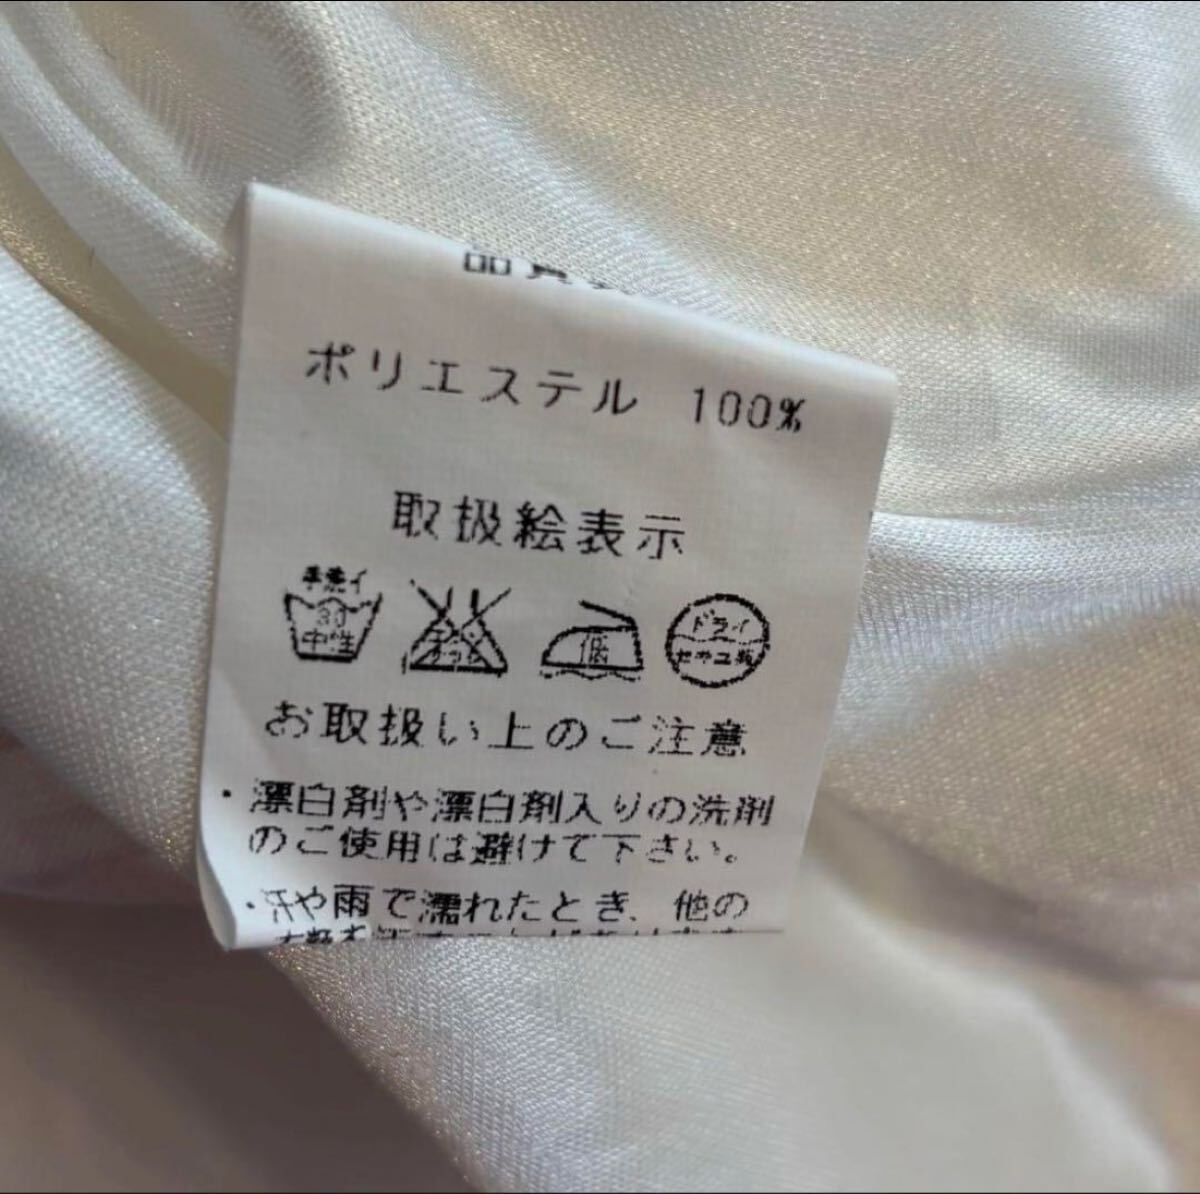 品質
ポリエステル 100%
取扱絵表示
手洗イ
30
中性
低
ドライ
お取扱い上のご注意
・漂白剤や漂白剤入りの洗剤
のご使用は避けて下さい。
・汗や雨で濡れたとき、他の